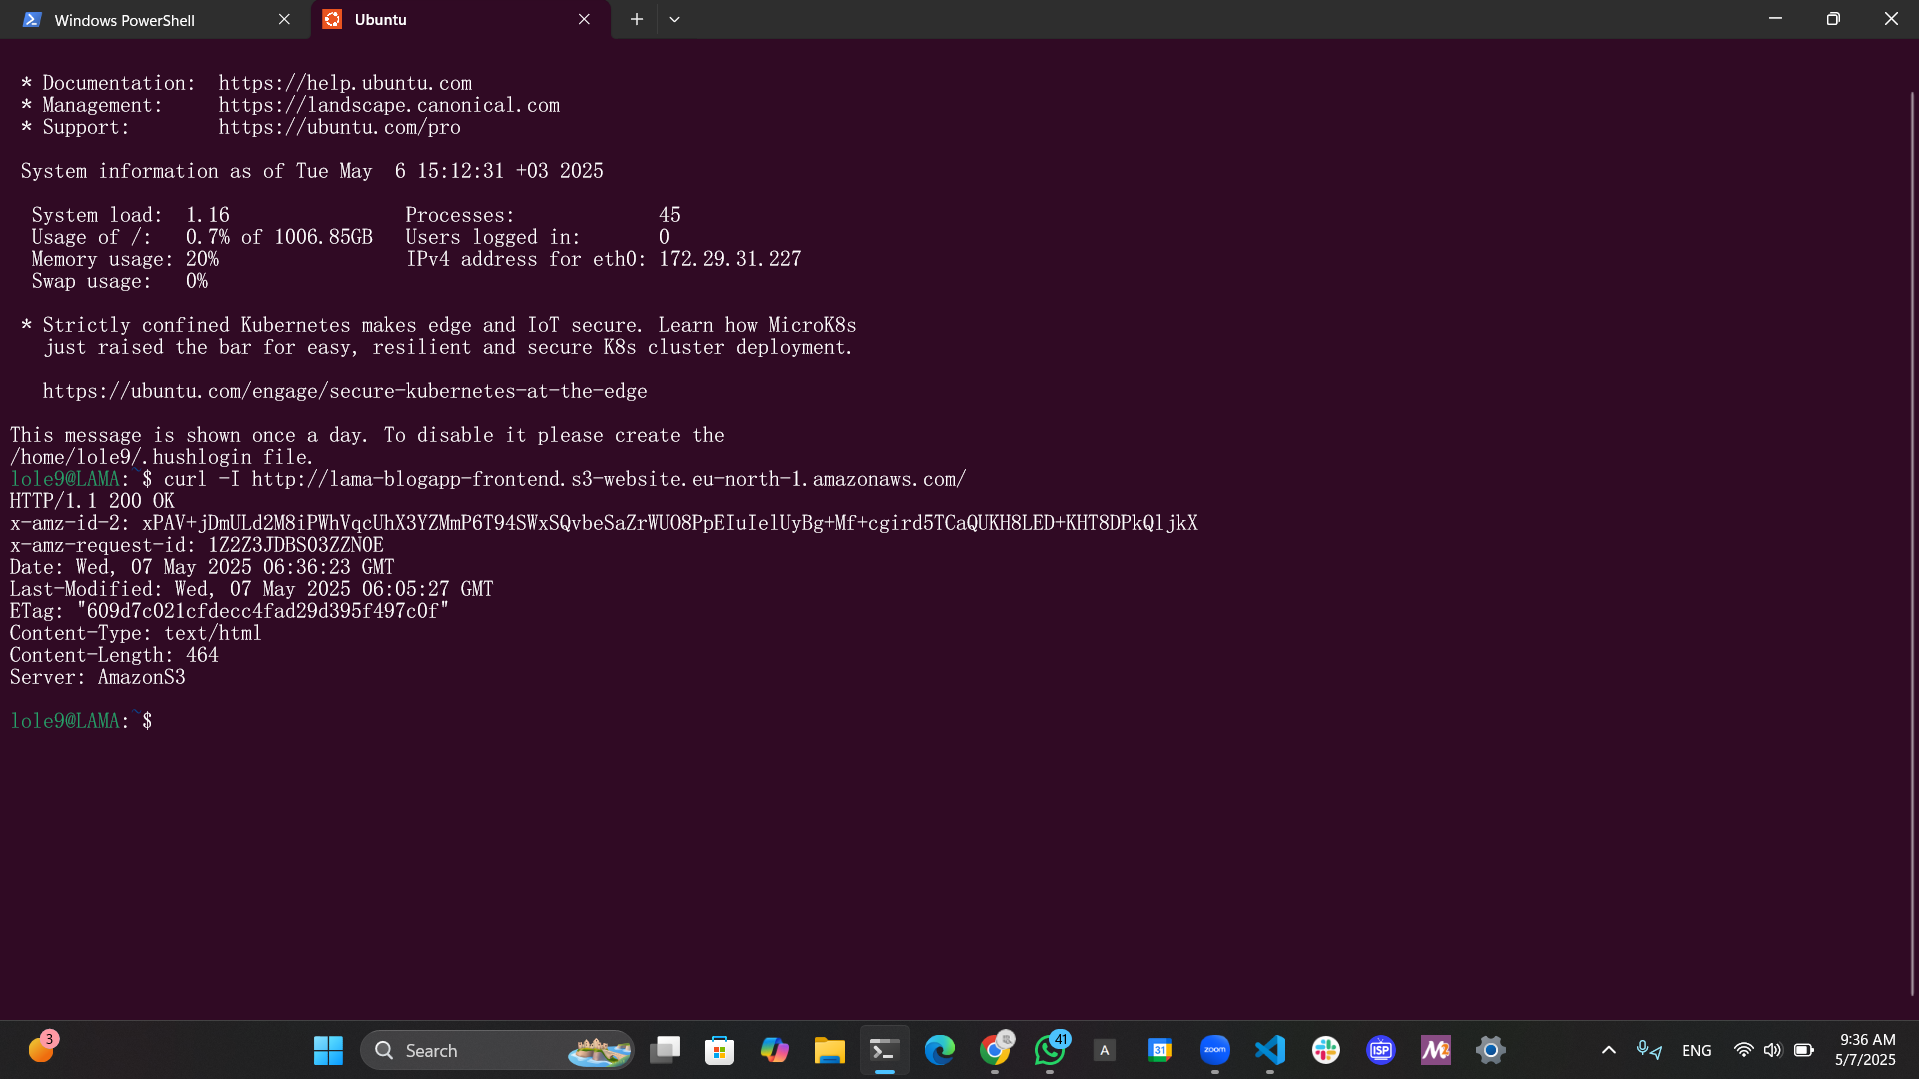 Windows PowerShell
Ubuntu
* Documentation:  https://help.ubuntu.com
* Management:     https://landscape.canonical.com
* Support:        https://ubuntu.com/pro
System information as of Tue May  6 15:12:31 +03 2025
System load:  1.16                Processes:             45
Usage of /:   0.7% of 1006.85GB   Users logged in:       0
Memory usage: 20%                 IPv4 address for eth0: 172.29.31.227
Swap usage:   0%
* Strictly confined Kubernetes makes edge and IoT secure. Learn how MicroK8s
just raised the bar for easy, resilient and secure K8s cluster deployment.
https://ubuntu.com/engage/secure-kubernetes-at-the-edge
This message is shown once a day. To disable it please create the
/home/lole9/.hushlogin file.
lole9@LAMA:~$ curl -I http://lama-blogapp-frontend.s3-website.eu-north-1.amazonaws.com/
HTTP/1.1 200 OK
x-amz-id-2: xPAV+jDmULd2M8iPWhVqcUhX3YZMmP6T94SWxSQvbeSaZrWUO8PpEIuIelUyBg+Mf+cgird5TCaQUKH8LED+KHT8DPkQljkX
x-amz-request-id: 1Z2Z3JDBS03ZZN0E
Date: Wed, 07 May 2025 06:36:23 GMT
Last-Modified: Wed, 07 May 2025 06:05:27 GMT
ETag: "609d7c021cfdecc4fad29d395f497c0f"
Content-Type: text/html
Content-Length: 464
Server: AmazonS3
lole9@LAMA:~$
3
Search
41
A
31
zoom
ISP
M2
ENG
9:36 AM
5/7/2025